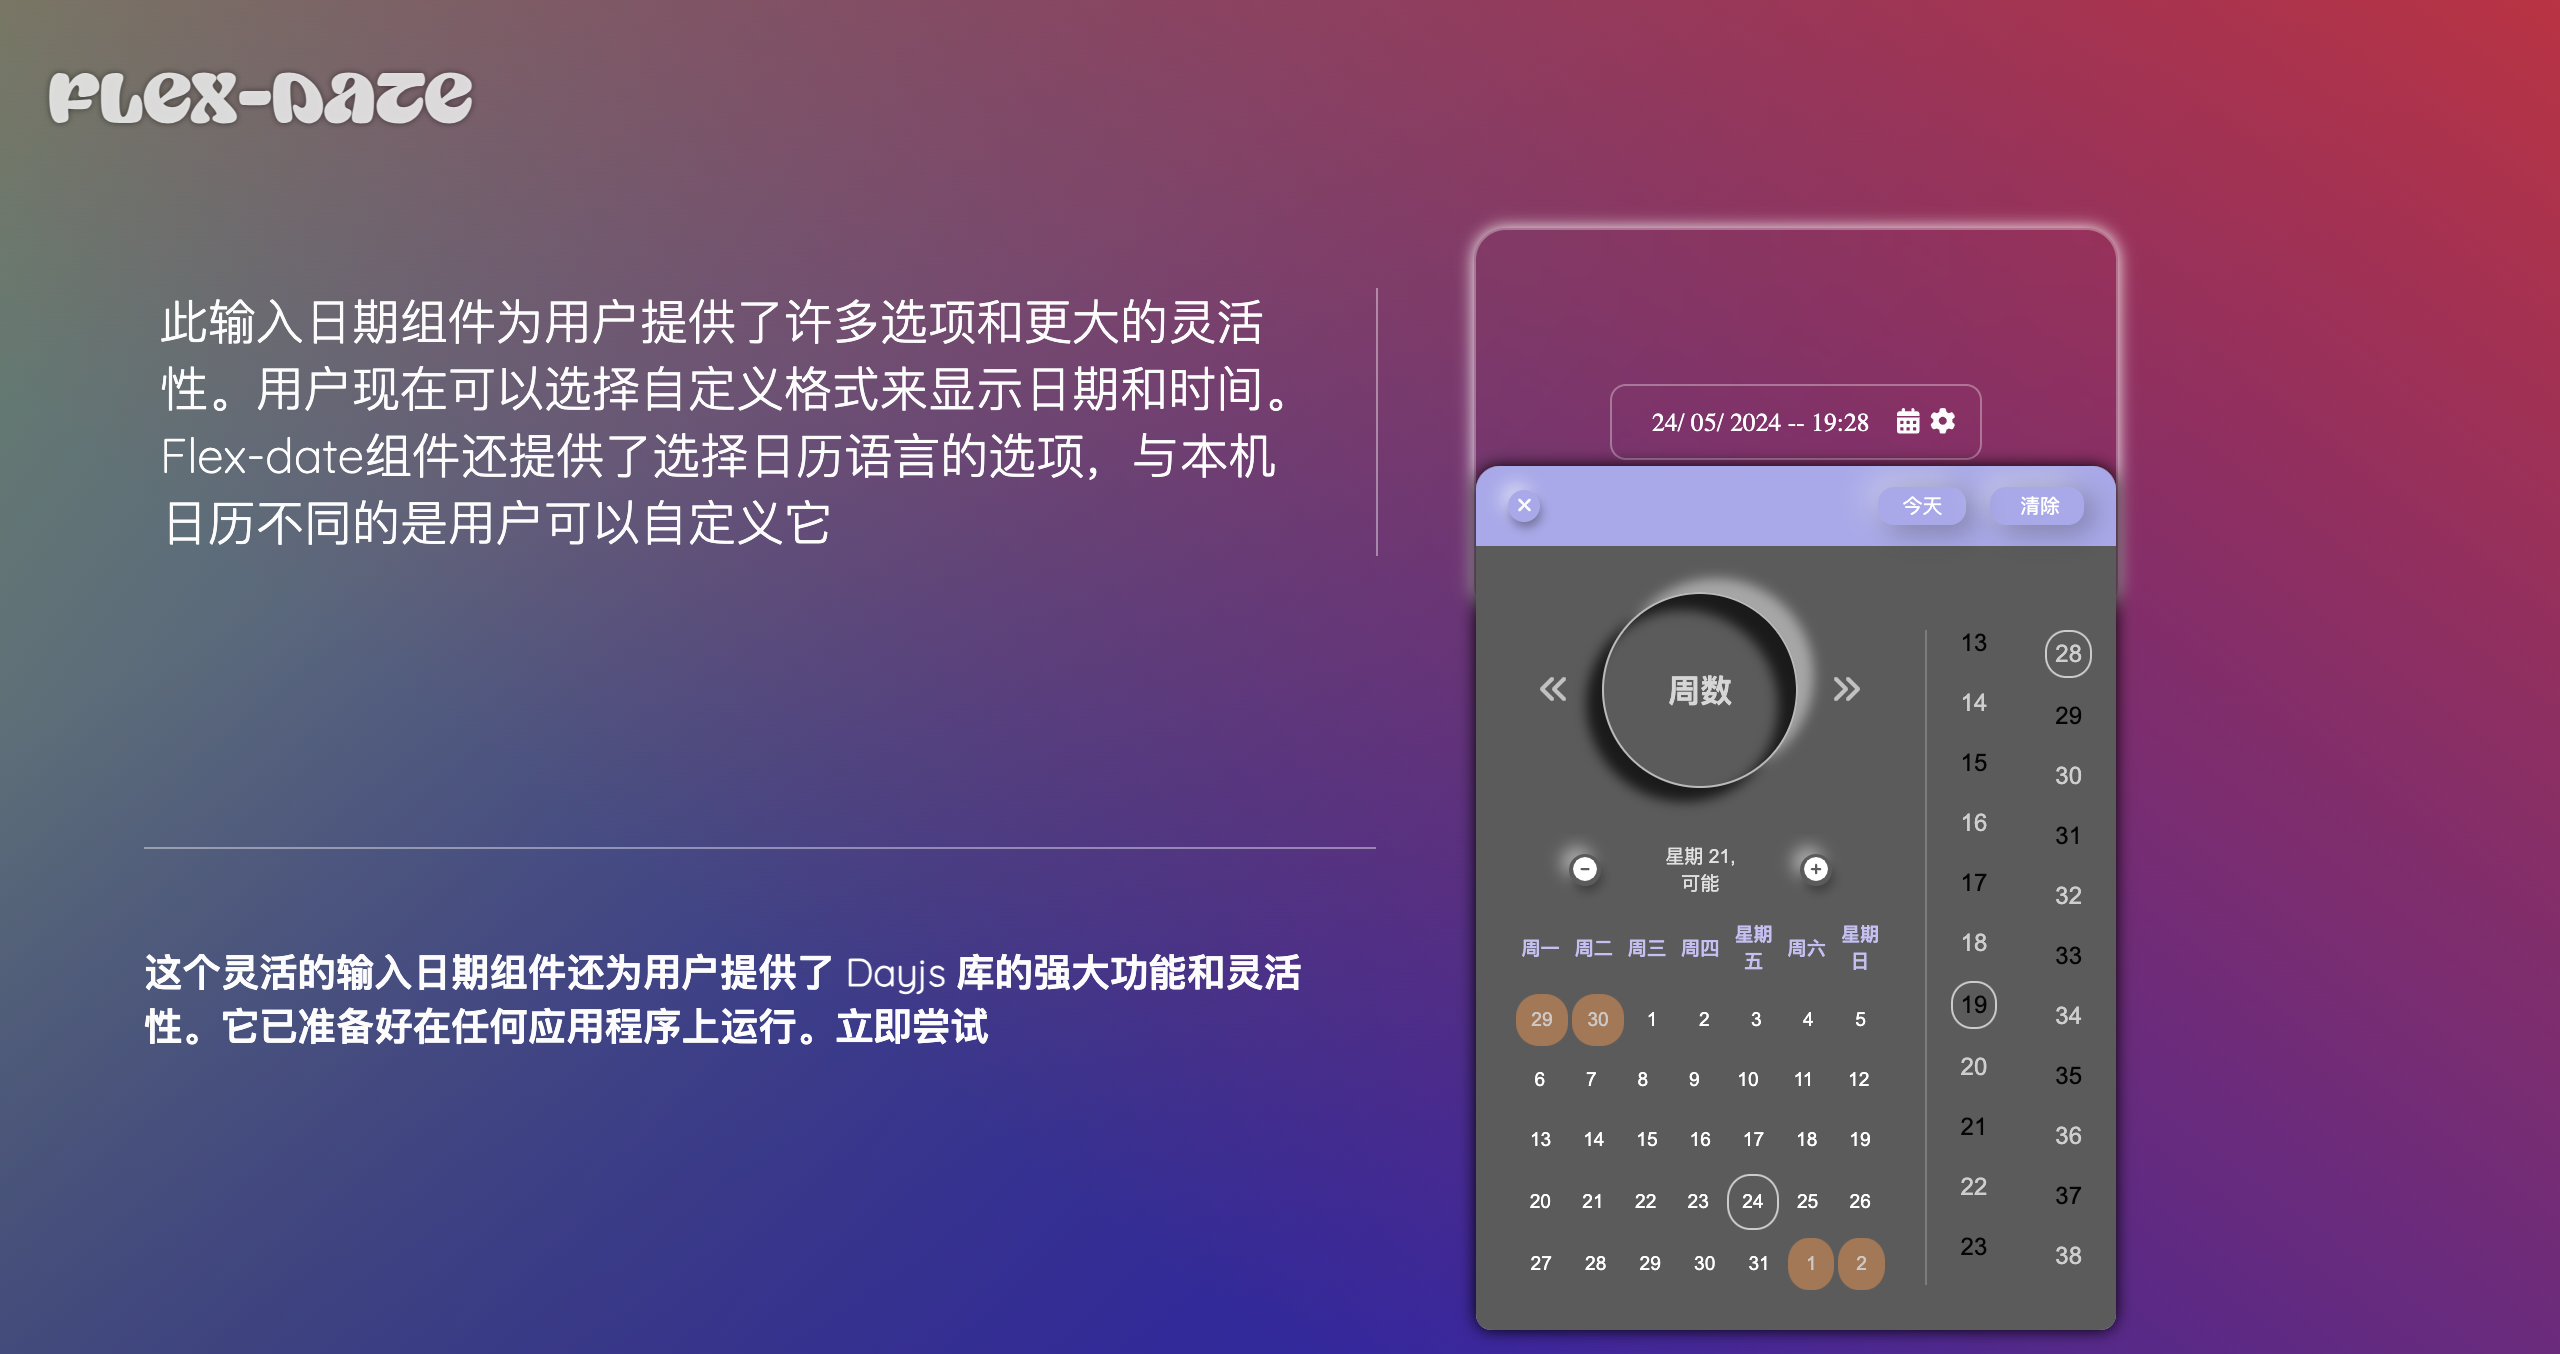 FLEX-DATE
此输入日期组件为用户提供了许多选项和更大的灵活
性。用户现在可以选择自定义格式来显示日期和时间。
Flex-date组件还提供了选择日历语言的选项，与本机
日历不同的是用户可以自定义它
这个灵活的输入日期组件还为用户提供了 Dayjs 库的强大功能和灵活
性。它已准备好在任何应用程序上运行。立即尝试
24/ 05/ 2024 -- 19:28
今天 清除
周数
星期 21,
可能
周一 周二 周三 周四 星期五 周六 星期日
29 30 1 2 3 4 5
6 7 8 9 10 11 12
13 14 15 16 17 18 19
20 21 22 23 24 25 26
27 28 29 30 31 1 2
13
14
15
16
17
18
19
20
21
22
23
28
29
30
31
32
33
34
35
36
37
38